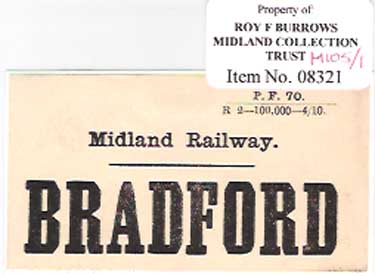 Property of
ROY F BURROWS
MIDLAND COLLECTION
TRUST M105/1
Item No. 08321
P. F. 70.
R 2—100,000—4/10.
Midland Railway.
BRADFORD